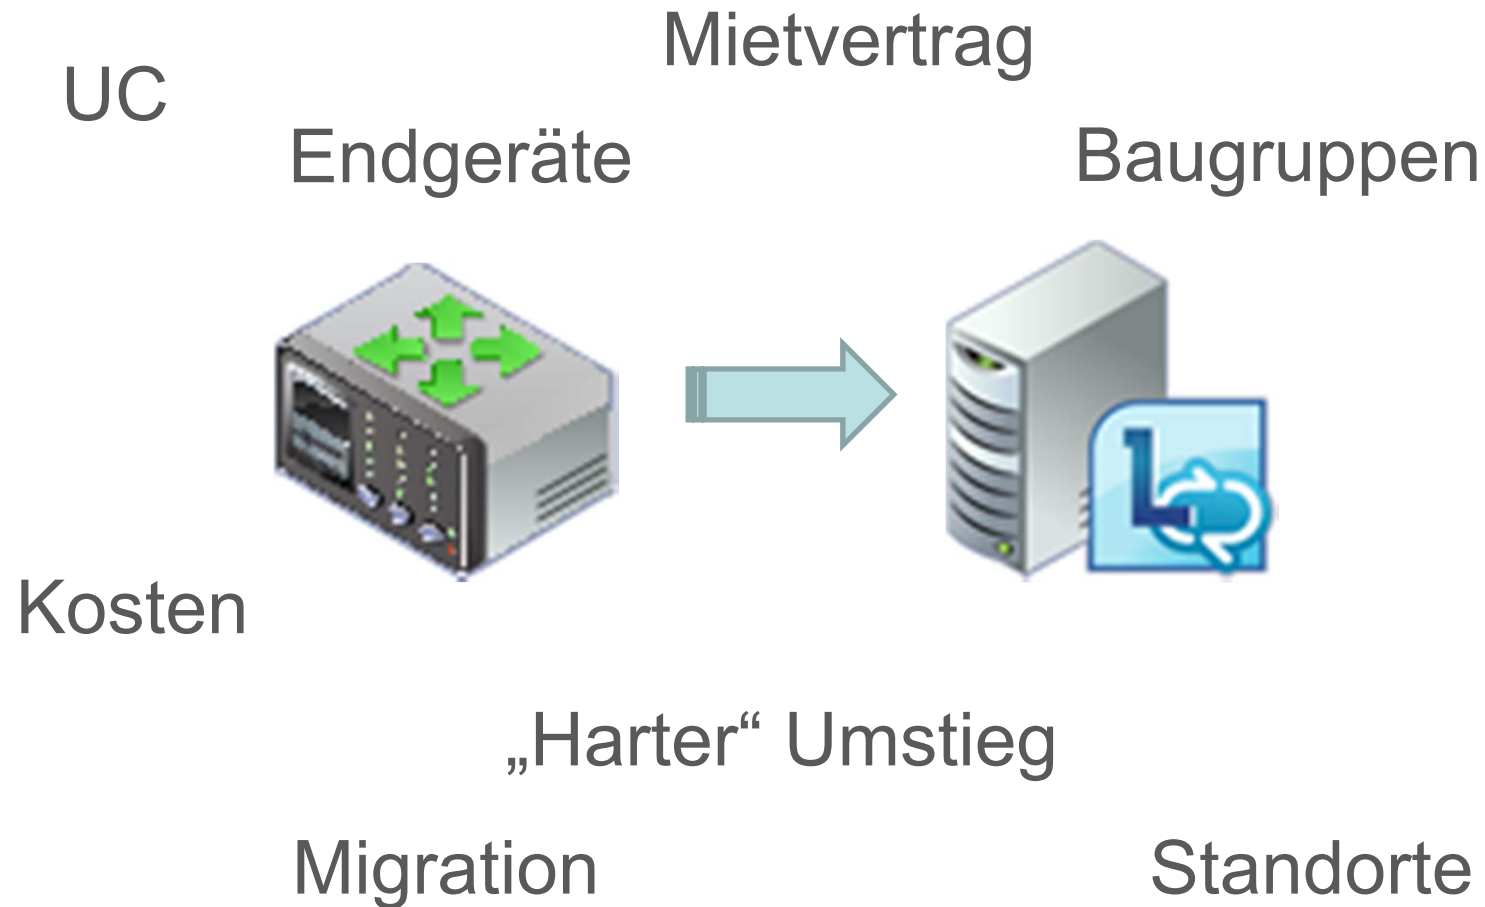 Mietvertrag
UC
Endgeräte
Baugruppen
Kosten
„Harter“ Umstieg
Migration
Standorte